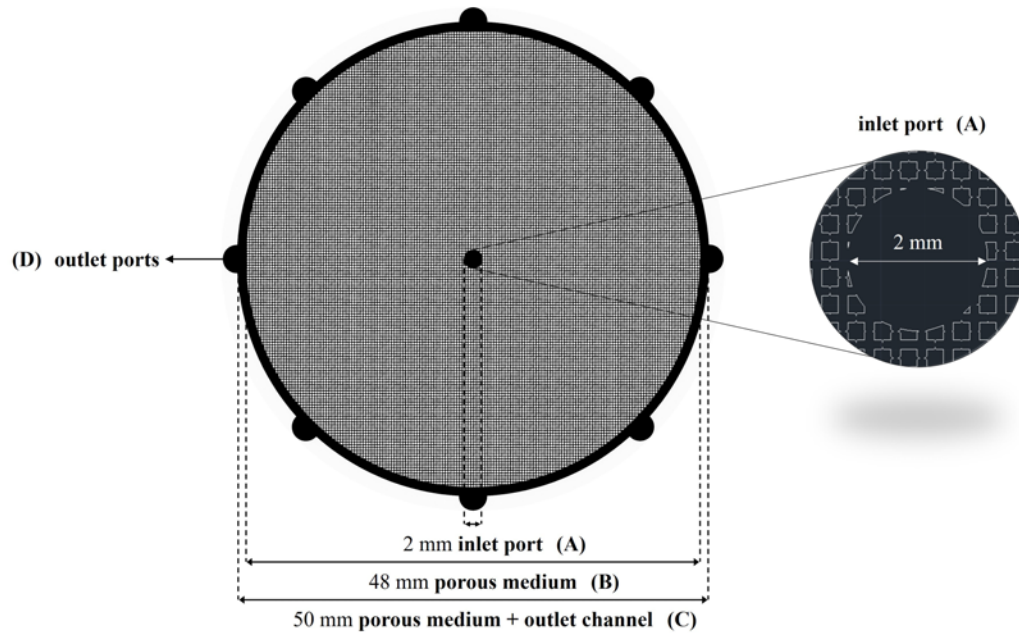 inlet port (A)
2 mm
(D) outlet ports
2 mm inlet port (A)
48 mm porous medium (B)
50 mm porous medium + outlet channel (C)